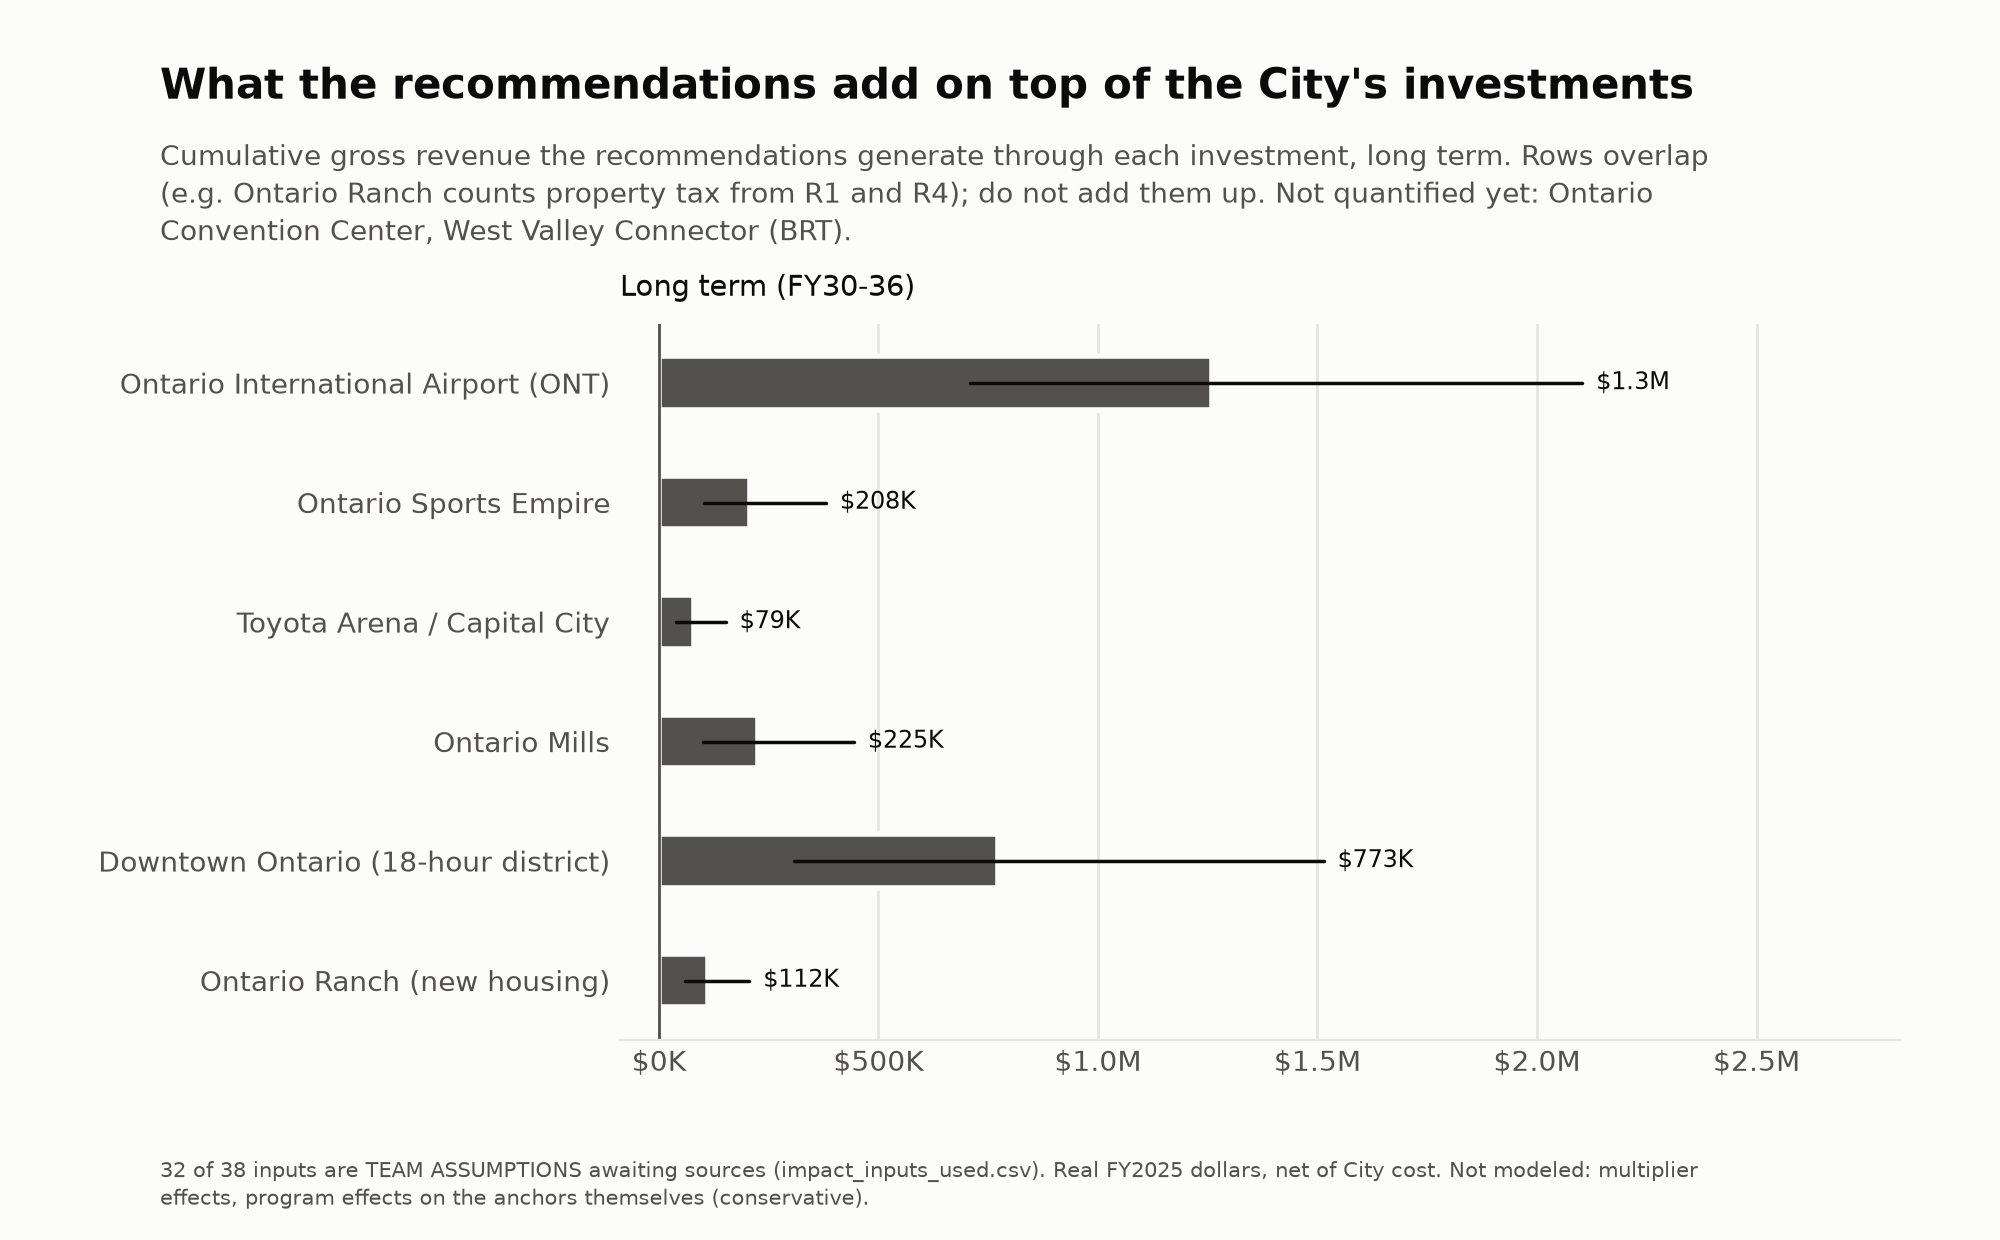 What the recommendations add on top of the City's investments
Cumulative gross revenue the recommendations generate through each investment, long term. Rows overlap
(e.g. Ontario Ranch counts property tax from R1 and R4); do not add them up. Not quantified yet: Ontario
Convention Center, West Valley Connector (BRT).
Long term (FY30-36)
Ontario International Airport (ONT)
$1.3M
Ontario Sports Empire
$208K
Toyota Arena / Capital City
$79K
Ontario Mills
$225K
Downtown Ontario (18-hour district)
$773K
Ontario Ranch (new housing)
$112K
$0K
$500K
$1.0M
$1.5M
$2.0M
$2.5M
32 of 38 inputs are TEAM ASSUMPTIONS awaiting sources (impact_inputs_used.csv). Real FY2025 dollars, net of City cost. Not modeled: multiplier
effects, program effects on the anchors themselves (conservative).